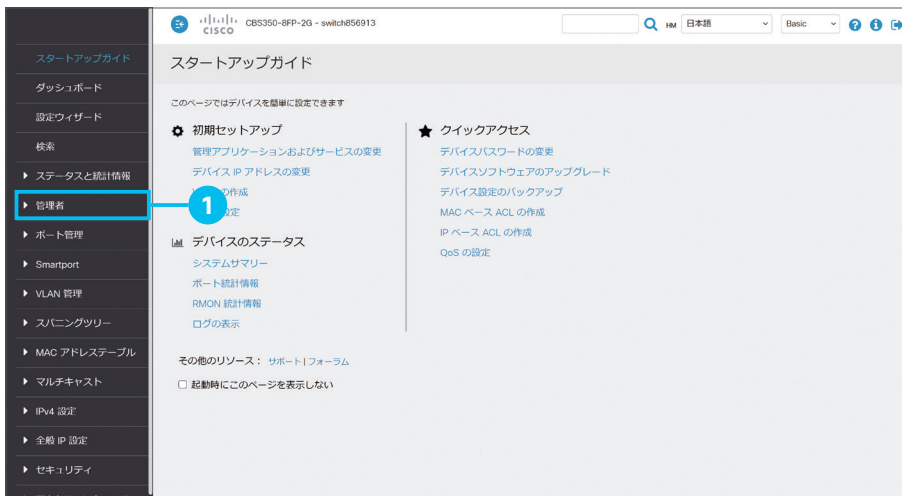 CISCO
CBS350-8FP-2G - switch856913
HM
日本語
Basic
スタートアップガイド
ダッシュボード
設定ウィザード
検索
ステータスと統計情報
管理者
ポート管理
Smartport
VLAN 管理
スパニングツリー
MAC アドレステーブル
マルチキャスト
IPv4 設定
全般 IP 設定
セキュリティ
スタートアップガイド
このページではデバイスを簡単に設定できます
初期セットアップ
管理アプリケーションおよびサービスの変更
デバイス IP アドレスの変更
の作成
設定
1
デバイスのステータス
システムサマリー
ポート統計情報
RMON 統計情報
ログの表示
クイックアクセス
デバイスパスワードの変更
デバイスソフトウェアのアップグレード
デバイス設定のバックアップ
MAC ベース ACL の作成
IP ベース ACL の作成
QoS の設定
その他のリソース： サポート | フォーラム
起動時にこのページを表示しない